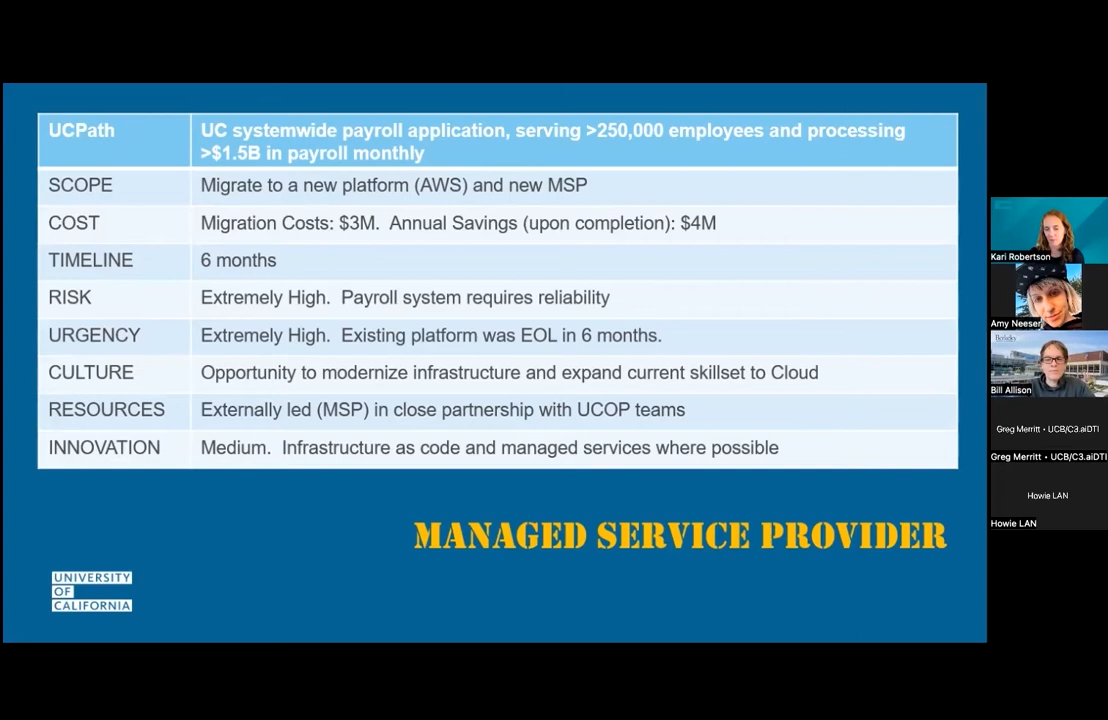 UCPath
UC systemwide payroll application, serving >250,000 employees and processing
>$1.5B in payroll monthly
SCOPE
Migrate to a new platform (AWS) and new MSP
COST
Migration Costs: $3M.  Annual Savings (upon completion): $4M
TIMELINE
6 months
RISK
Extremely High.  Payroll system requires reliability
URGENCY
Extremely High.  Existing platform was EOL in 6 months.
CULTURE
Opportunity to modernize infrastructure and expand current skillset to Cloud
RESOURCES
Externally led (MSP) in close partnership with UCOP teams
INNOVATION
Medium.  Infrastructure as code and managed services where possible
MANAGED SERVICE PROVIDER
UNIVERSITY
OF
CALIFORNIA
Kari Robertson
Amy Neeser
Berkeley
Bill Allison
Greg Merritt • UCB/C3.aiDTI
Greg Merritt • UCB/C3.aiDTI
Howie LAN
Howie LAN